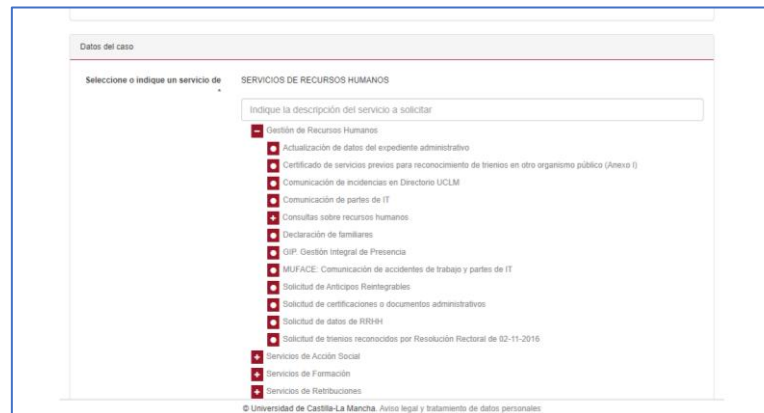 Datos del caso
Seleccione o indique un servicio de
*
SERVICIOS DE RECURSOS HUMANOS
Indique la descripción del servicio a solicitar
Gestión de Recursos Humanos
Actualización de datos del expediente administrativo
Certificado de servicios previos para reconocimiento de trienios en otro organismo público (Anexo I)
Comunicación de incidencias en Directorio UCLM
Comunicación de partes de IT
Consultas sobre recursos humanos
Declaración de familiares
GIP. Gestión Integral de Presencia
MUFACE: Comunicación de accidentes de trabajo y partes de IT
Solicitud de Anticipos Reintegrables
Solicitud de certificaciones o documentos administrativos
Solicitud de datos de RRHH
Solicitud de trienios reconocidos por Resolución Rectoral de 02-11-2016
Servicios de Acción Social
Servicios de Formación
Servicios de Retribuciones
© Universidad de Castilla-La Mancha. Aviso legal y tratamiento de datos personales